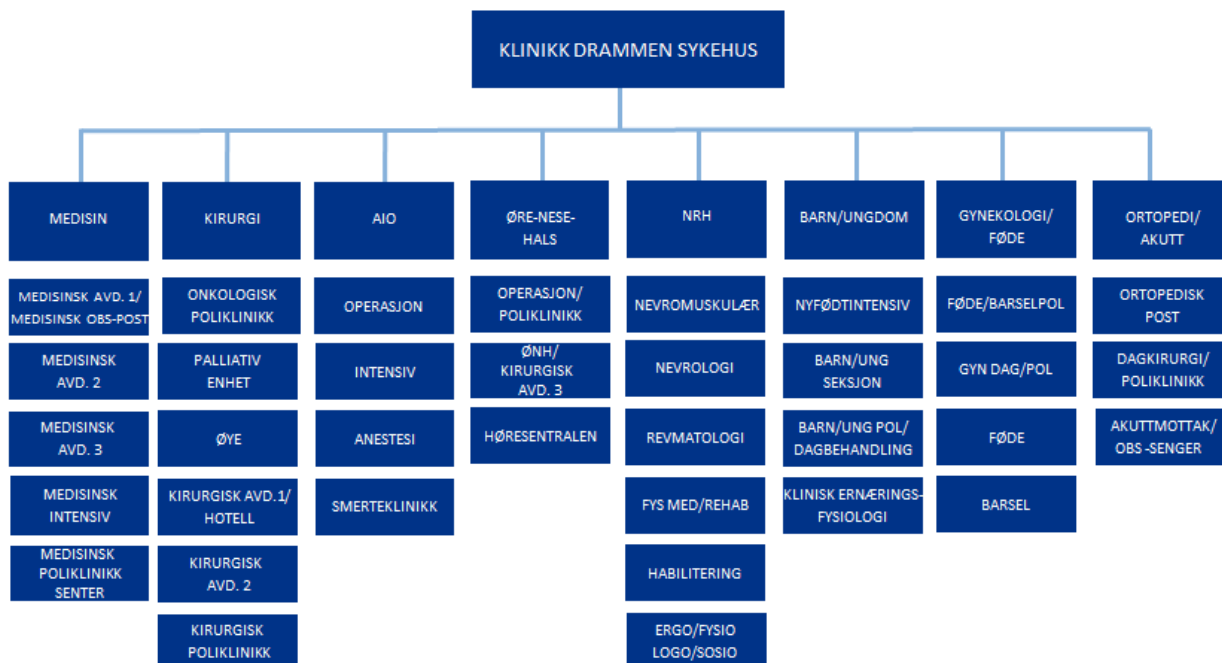 KLINIKK DRAMMEN SYKEHUS
MEDISIN
KIRURGI
AIO
ØRE-NESE-
HALS
NRH
BARN/UNGDOM
GYNEKOLOGI/
FØDE
ORTOPEDI/
AKUTT
MEDISINSK AVD. 1/
MEDISINSK OBS-POST
MEDISINSK
AVD. 2
MEDISINSK
AVD. 3
MEDISINSK
INTENSIV
MEDISINSK
POLIKLINIKK
SENTER
ONKOLOGISK
POLIKLINIKK
PALLIATIV
ENHET
ØYE
KIRURGISK AVD.1/
HOTELL
KIRURGISK
AVD. 2
KIRURGISK
POLIKLINIKK
OPERASJON
INTENSIV
ANESTESI
SMERTEKLINIKK
OPERASJON/
POLIKLINIKK
ØNH/
KIRURGISK
AVD. 3
HØRESENTRALEN
NEVROMUSKULÆR
NEVROLOGI
REVMATOLOGI
FYS MED/REHAB
HABILITERING
ERGO/FYSIO
LOGO/SOSIO
NYFØDTINTENSIV
BARN/UNG
SEKSJON
BARN/UNG POL/
DAGBEHANDLING
KLINISK ERNÆRINGS-
FYSIOLOGI
FØDE/BARSELPOL
GYN DAG/POL
FØDE
BARSEL
ORTOPEDISK
POST
DAGKIRURGI/
POLIKLINIKK
AKUTTMOTTAK/
OBS -SENGER